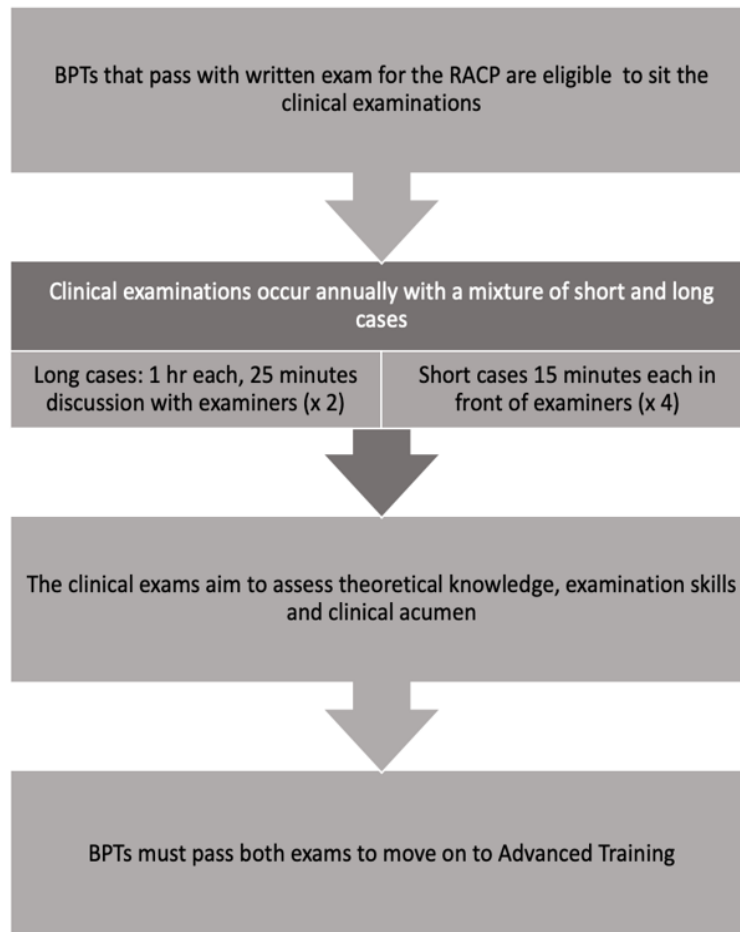 BPTs that pass with written exam for the RACP are eligible to sit the
clinical examinations
Clinical examinations occur annually with a mixture of short and long
cases
Long cases: 1 hr each, 25 minutes
discussion with examiners (x 2)
Short cases 15 minutes each in
front of examiners (x 4)
The clinical exams aim to assess theoretical knowledge, examination skills
and clinical acumen
BPTs must pass both exams to move on to Advanced Training